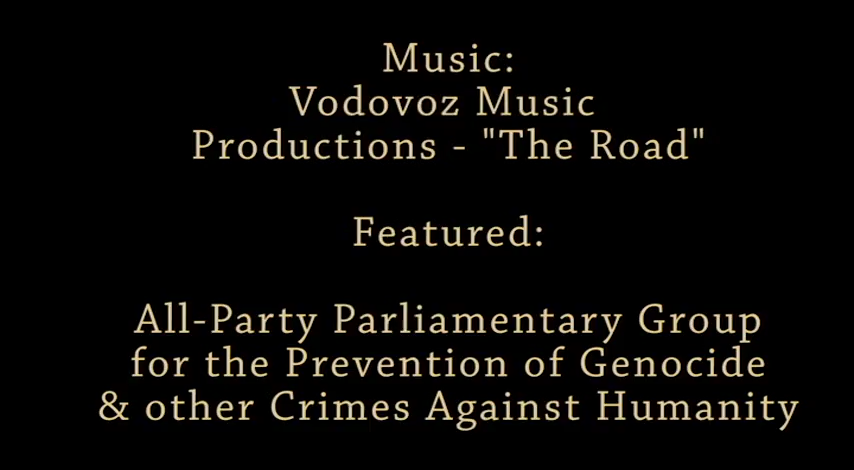 Music:
Vodovoz Music
Productions - "The Road"
Featured:
All-Party Parliamentary Group
for the Prevention of Genocide
& other Crimes Against Humanity